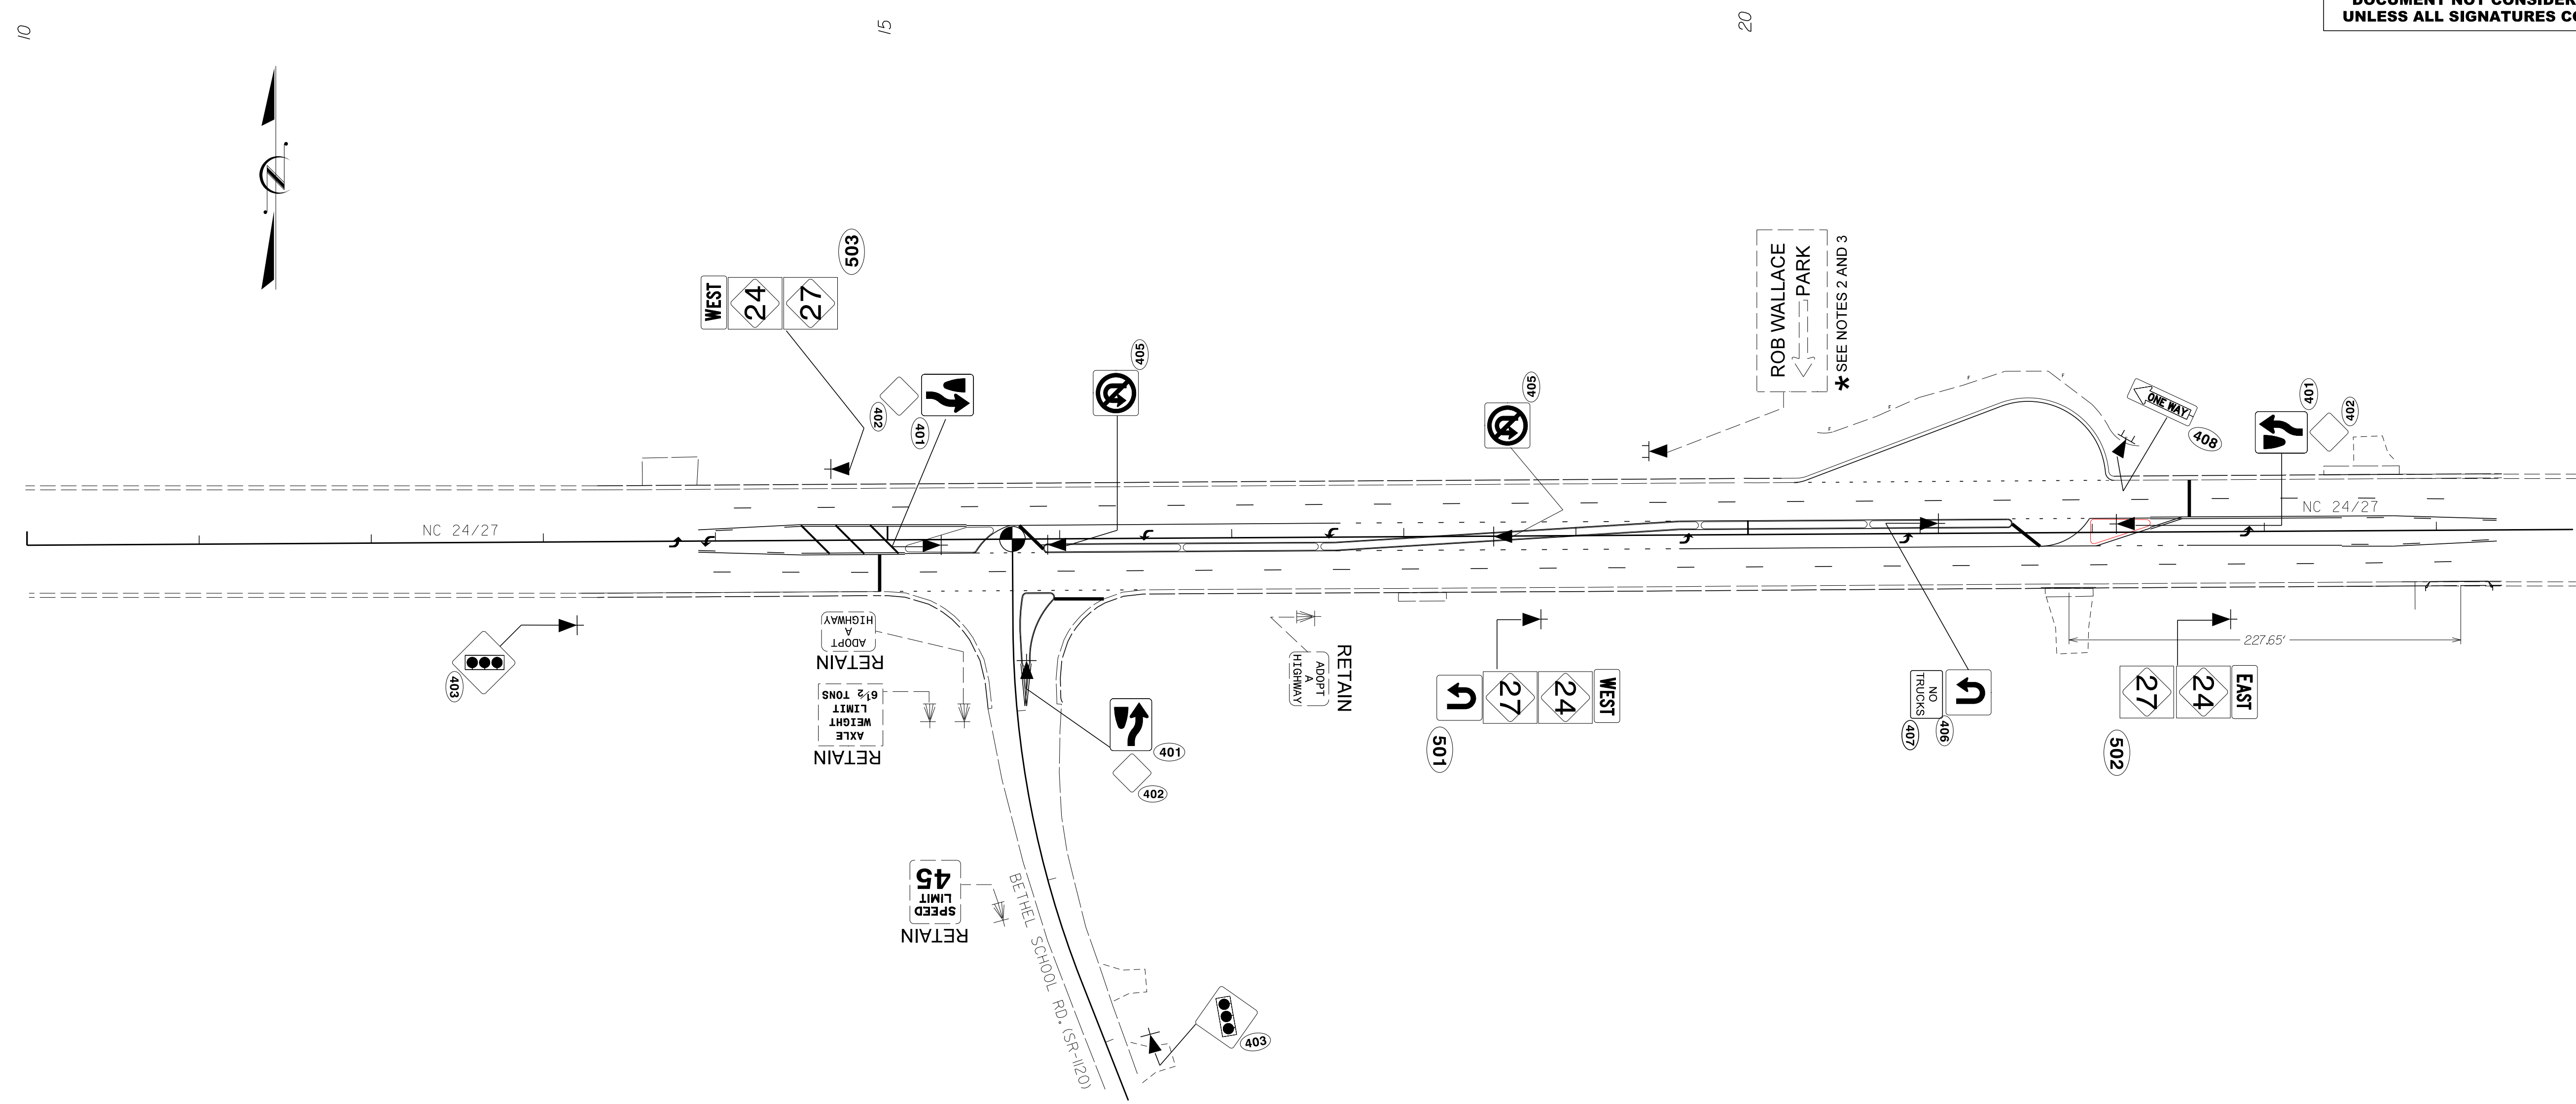 10
15
20
DOCUMENT NOT CONSIDER
UNLESS ALL SIGNATURES CO
503
WEST
24
27
402
401
405
405
ROB WALLACE
PARK
* SEE NOTES 2 AND 3
F
F
F
F
ONE WAY
408
401
402
NC 24/27
NC 24/27
403
ADOPT
A
HIGHWAY
RETAIN
AXLE
WEIGHT
LIMIT
6½ TONS
RETAIN
401
402
ADOPT
A
HIGHWAY
RETAIN
WEST
24
27
501
NO
TRUCKS
406
407
EAST
24
27
502
227.65'
SPEED
LIMIT
45
RETAIN
BETHEL SCHOOL RD. (SR-1120)
403